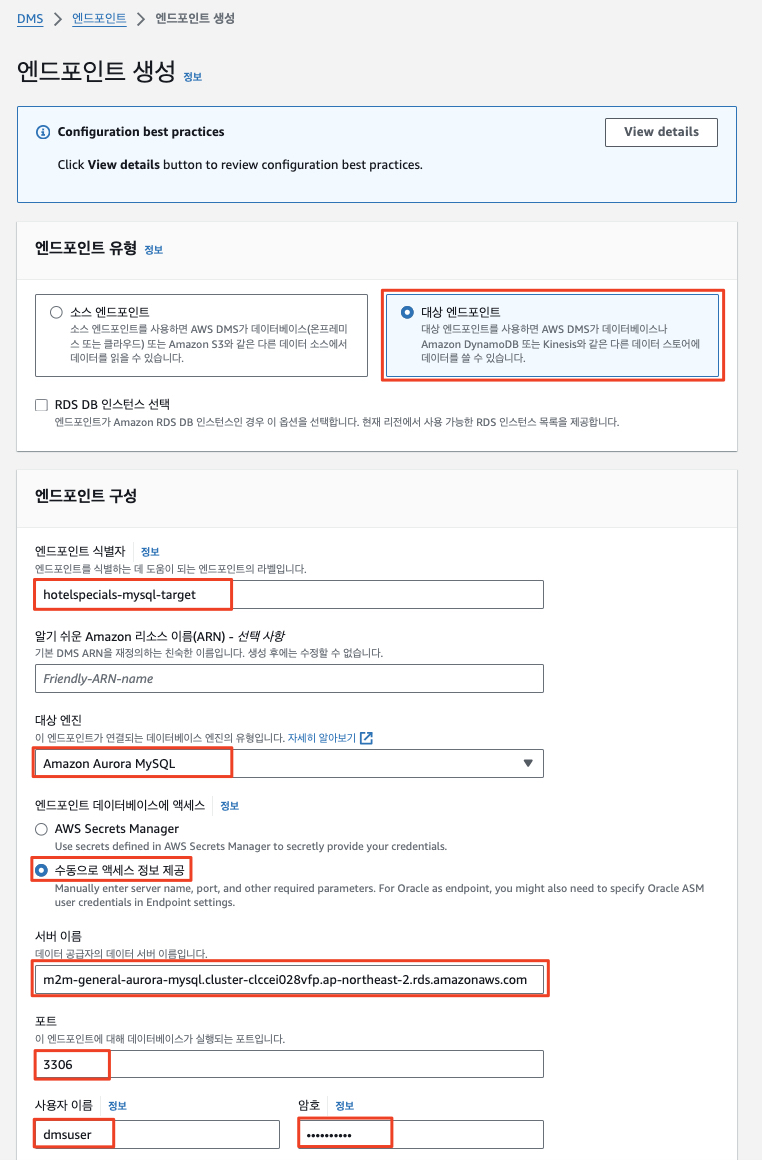 DMS > 엔드포인트 > 엔드포인트 생성
엔드포인트 생성 정보
Configuration best practices
View details
Click View details button to review configuration best practices.
엔드포인트 유형 정보
소스 엔드포인트
소스 엔드포인트를 사용하면 AWS DMS가 데이터베이스(온프레미
스 또는 클라우드) 또는 Amazon S3와 같은 다른 데이터 소스에서
데이터를 읽을 수 있습니다.
대상 엔드포인트
대상 엔드포인트를 사용하면 AWS DMS가 데이터베이스나
Amazon DynamoDB 또는 Kinesis와 같은 다른 데이터 스토어에
데이터를 쓸 수 있습니다.
RDS DB 인스턴스 선택
엔드포인트가 Amazon RDS DB 인스턴스인 경우 이 옵션을 선택합니다. 현재 리전에서 사용 가능한 RDS 인스턴스 목록을 제공합니다.
엔드포인트 구성
엔드포인트 식별자 정보
엔드포인트를 식별하는 데 도움이 되는 엔드포인트의 라벨입니다.
hotelspecials-mysql-target
알기 쉬운 Amazon 리소스 이름(ARN) - 선택 사항
기본 DMS ARN을 재정의하는 친숙한 이름입니다. 생성 후에는 수정할 수 없습니다.
Friendly-ARN-name
대상 엔진
이 엔드포인트가 연결되는 데이터베이스 엔진의 유형입니다. 자세히 알아보기
Amazon Aurora MySQL
엔드포인트 데이터베이스에 액세스 정보
AWS Secrets Manager
Use secrets defined in AWS Secrets Manager to secretly provide your credentials.
수동으로 액세스 정보 제공
Manually enter server name, port, and other required parameters. For Oracle as endpoint, you might also need to specify Oracle ASM
user credentials in Endpoint settings.
서버 이름
데이터 공급자의 데이터 서버 이름입니다.
m2m-general-aurora-mysql.cluster-clccei028vfp.ap-northeast-2.rds.amazonaws.com
포트
이 엔드포인트에 대해 데이터베이스가 실행되는 포트입니다.
3306
사용자 이름 정보
암호 정보
dmsuser
••••••••••